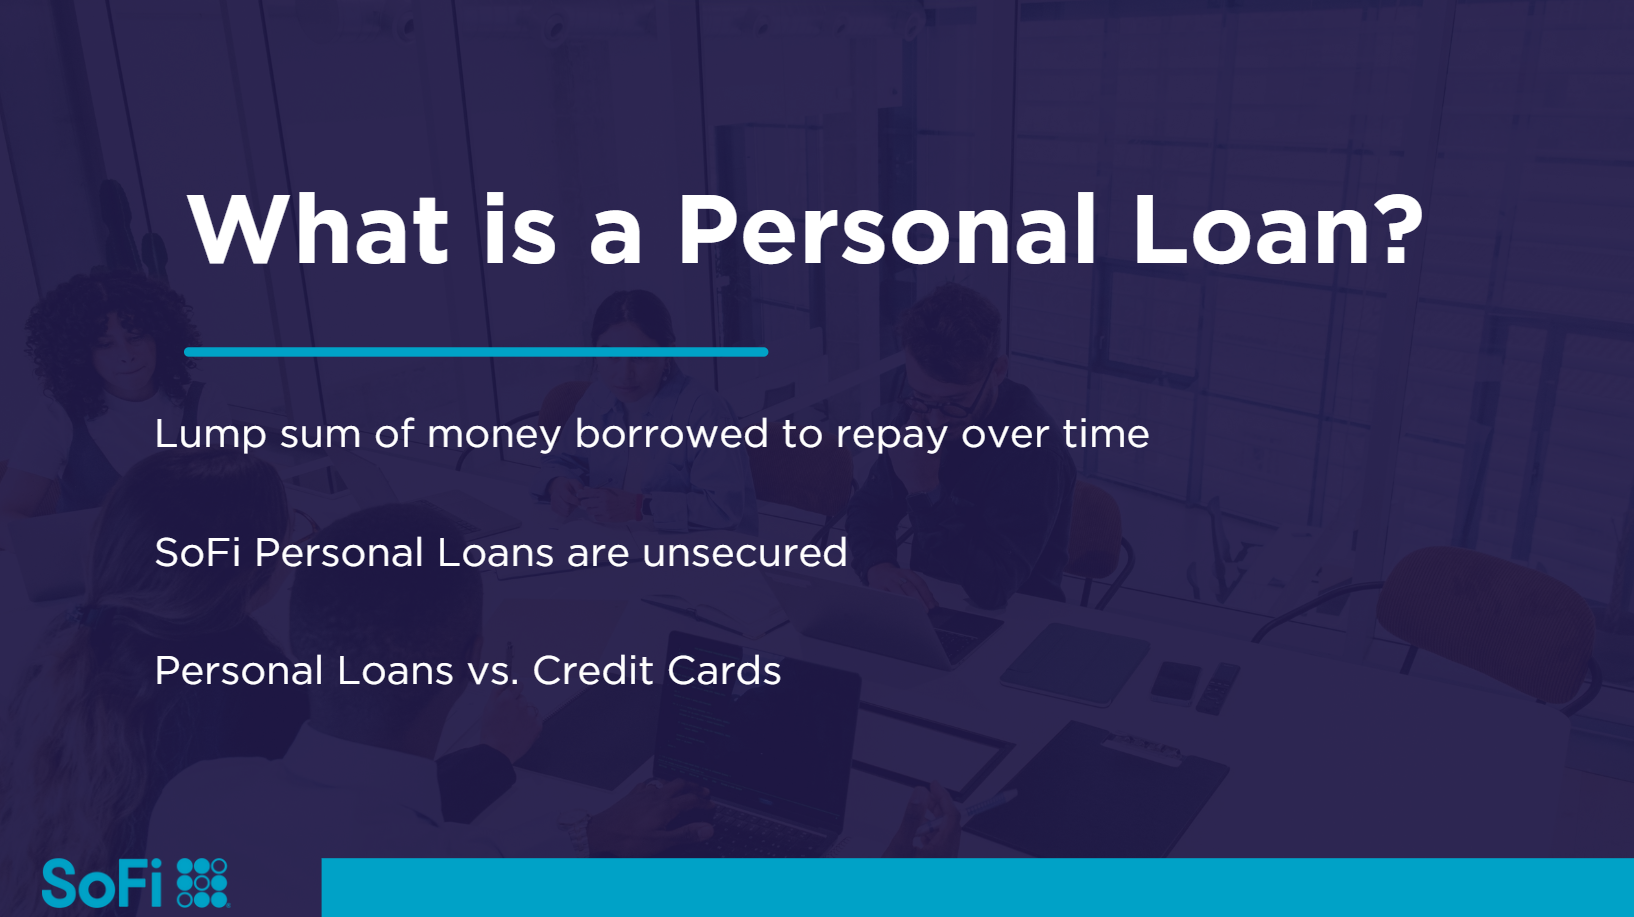 What is a Personal Loan?
Lump sum of money borrowed to repay over time
SoFi Personal Loans are unsecured
Personal Loans vs. Credit Cards
SoFi